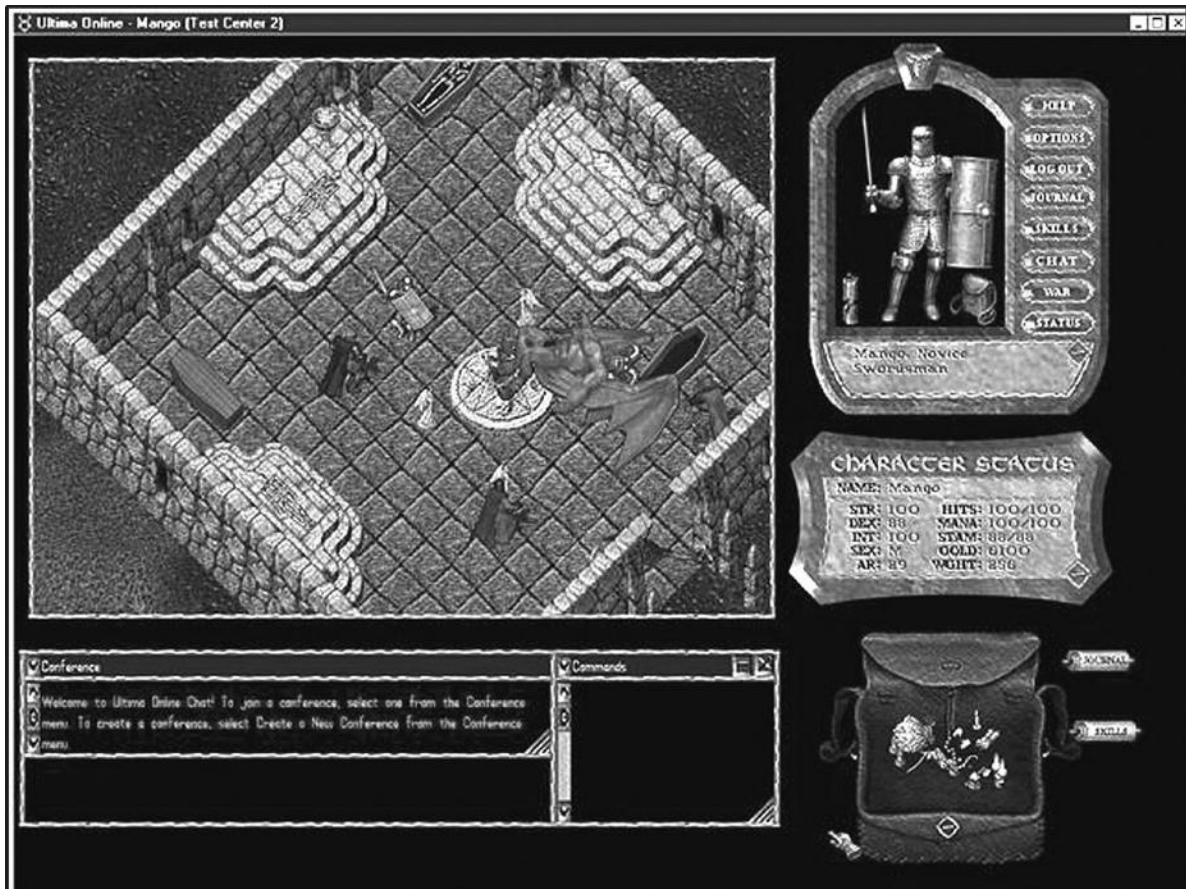 Ultima Online - Mango (Test Center 2)
HELP
OPTIONS
LOG OUT
JOURNAL
SKILLS
CHAT
WAR
STATUS
Mango, Novice
Swordsman
CHARACTER STATUS
NAME: Mango
STR: 100 HITS: 100/100
DEX: 88 MANA: 100/100
INT: 100 STAM: 88/88
SEX: M GOLD:
AR: 29 WGHT:
Conference
Commands
Welcome to Ultima Online Chat! To join a conference, select one from the Conference
menu. To create a conference, select Create a New Conference from the Conference
menu
JOURNAL
SKILLS